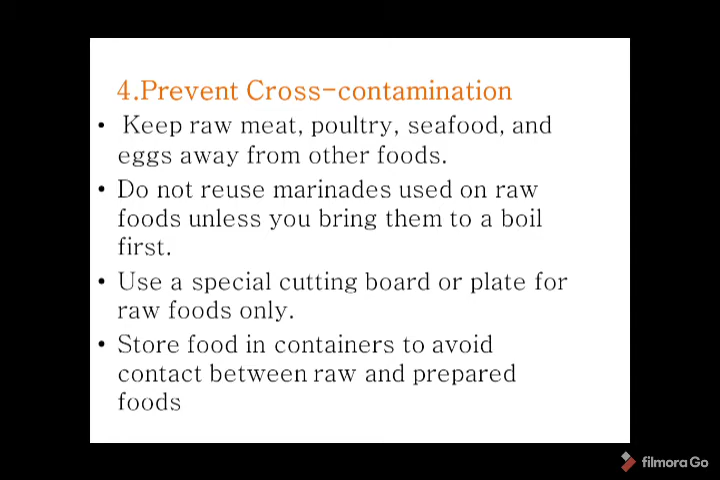 4.Prevent Cross-contamination
• Keep raw meat, poultry, seafood, and
eggs away from other foods.
• Do not reuse marinades used on raw
foods unless you bring them to a boil
first.
• Use a special cutting board or plate for
raw foods only.
• Store food in containers to avoid
contact between raw and prepared
foods
filmora Go